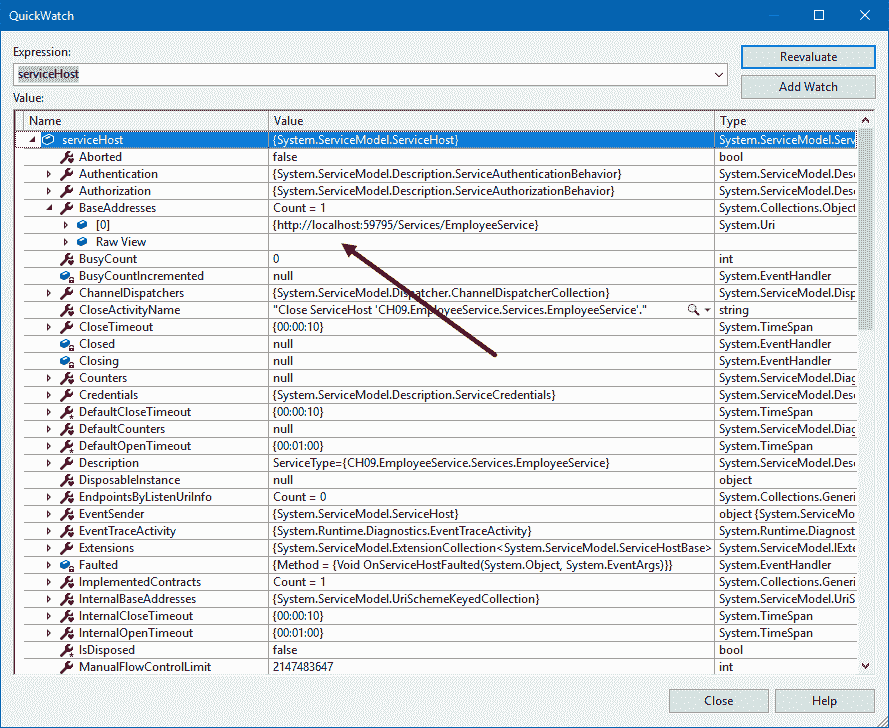 QuickWatch
Expression:
serviceHost
Reevaluate
Add Watch
Value:
Name Value Type
serviceHost {System.ServiceModel.ServiceHost} System.ServiceModel.Serv
Aborted false bool
Authentication {System.ServiceModel.Description.ServiceAuthenticationBehavior} System.ServiceModel.Desc
Authorization {System.ServiceModel.Description.ServiceAuthorizationBehavior} System.ServiceModel.Desc
BaseAddresses Count = 1 System.Collections.Object
[0] {http://localhost:59795/Services/EmployeeService} System.Uri
Raw View
BusyCount 0 int
BusyCountIncremented null System.EventHandler
ChannelDispatchers {System.ServiceModel.Dispatcher.ChannelDispatcherCollection} System.ServiceModel.Disp
CloseActivityName "Close ServiceHost 'CH09.EmployeeService.Services.EmployeeService'." string
CloseTimeout {00:00:10} System.TimeSpan
Closed null System.EventHandler
Closing null System.EventHandler
Counters null System.ServiceModel.Diag
Credentials {System.ServiceModel.Description.ServiceCredentials} System.ServiceModel.Desc
DefaultCloseTimeout {00:00:10} System.TimeSpan
DefaultCounters null System.ServiceModel.Diag
DefaultOpenTimeout {00:01:00} System.TimeSpan
Description ServiceType={CH09.EmployeeService.Services.EmployeeService} System.ServiceModel.Desc
DisposableInstance null object
EndpointsByListenUriInfo Count = 0 System.Collections.Generi
EventSender {System.ServiceModel.ServiceHost} object {System.ServiceMo
EventTraceActivity {System.Runtime.Diagnostics.EventTraceActivity} System.Runtime.Diagnost
Extensions {System.ServiceModel.ExtensionCollection<System.ServiceModel.ServiceHostBase> System.ServiceModel.IExte
Faulted {Method = {Void OnServiceHostFaulted(System.Object, System.EventArgs)}} System.EventHandler
ImplementedContracts Count = 1 System.Collections.Generi
InternalBaseAddresses {System.ServiceModel.UriSchemeKeyedCollection} System.ServiceModel.UriS
InternalCloseTimeout {00:00:10} System.TimeSpan
InternalOpenTimeout {00:01:00} System.TimeSpan
IsDisposed false bool
ManualFlowControlLimit 2147483647 int
Close Help